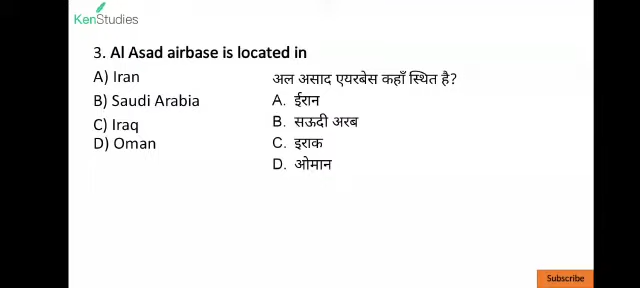 KenStudies
3. Al Asad airbase is located in
A) Iran
B) Saudi Arabia
C) Iraq
D) Oman
अल असाद एयरबेस कहाँ स्थित है?
A. ईरान
B. सऊदी अरब
C. इराक
D. ओमान
Subscribe